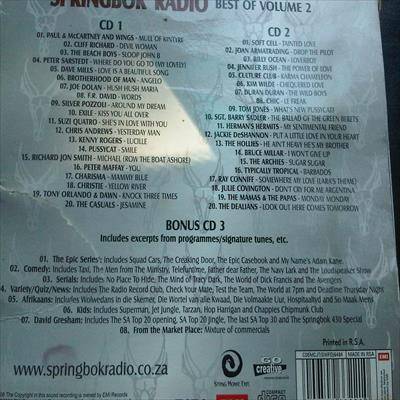 SPRINGBOK RADIO BEST OF VOLUME 2
CD 1
01. PAUL & McCARTNEY AND WINGS - MULL OF KINTYRE
02. CLIFF RICHARD - DEVIL WOMAN
03. THE BEACH BOYS - SLOOP JOHN B
04. PETER SARSTEDT - WHERE DO YOU GO TO (MY LOVELY)
05. DAVE MILLS - LOVE IS A BEAUTIFUL SONG
06. BROTHERHOOD OF MAN - ANGELO
07. JOE DOLAN - HUSH HUSH MARIA
08. F.R. DAVID - WORDS
09. SILVER POZZOLI - AROUND MY DREAM
10. EXILE - KISS YOU ALL OVER
11. SUZI QUATRO - SHE'S IN LOVE WITH YOU
12. CHRIS ANDREWS - YESTERDAY MAN
13. KENNY ROGERS - LUCILLE
14. PUSSYCAT - SMILE
15. RICHARD JON SMITH - MICHAEL (ROW THE BOAT ASHORE)
16. PETER MAFFAY - YOU
17. CHARISMA - MAMMY BLUE
18. CHRISTIE - YELLOW RIVER
19. TONY ORLANDO & DAWN - KNOCK THREE TIMES
20. THE CASUALS - JESAMINE
CD 2
01. SOFT CELL - TAINTED LOVE
02. JOAN ARMATRADING - DROP THE PILOT
03. BILLY OCEAN - LOVERBOY
04. JENNIFER RUSH - THE POWER OF LOVE
05. CULTURE CLUB - KARMA CHAMELEON
06. KIM WILDE - CHEQUERED LOVE
07. DURAN DURAN - THE WILD BOYS
08. CHIC - LE FREAK
09. TOM JONES - WHAT'S NEW PUSSYCAT?
10. SGT. BARRY SADLER - THE BALLAD OF THE GREEN BERETS
11. HERMAN'S HERMITS - MY SENTIMENTAL FRIEND
12. JACKIE DESHANNON - PUT A LITTLE LOVE IN YOUR HEART
13. THE HOLLIES - HE AIN'T HEAVY HE'S MY BROTHER
14. BRUCE MILLAR - I WON'T GIVE UP
15. THE ARCHIES - SUGAR SUGAR
16. TYPICALLY TROPICAL - BARBADOS
17. RAY CONNIFF - SOMEWHERE MY LOVE (LARA'S THEME)
18. JULIE COVINGTON - DON'T CRY FOR ME ARGENTINA
19. THE MAMAS & THE PAPAS - MONDAY MONDAY
20. THE DEALIANS - LOOK OUT HERE COMES TOMORROW
BONUS CD 3
Includes excerpts from programmes/signature tunes, etc.
01. The Epic Series': Includes Squad Cars, The Creaking Door, The Epic Casebook and My Name's Adam Kane.
02. Comedy: Includes Taxi, The Men from the Ministry, Telefuntime, Father dear Father, The Navy Lark and The Loudspeaker Show
03. Serials: Includes No Place To Hide, The Mind of Tracy Dark, The World of Dirk Francis and the Avengers
4. Variety/Quiz/News: Includes The Radio Record Club, Check Your Mate, Test the Team, The World at 7pm and Deadline Thursday Night
05. Afrikaans: Includes Wolwedans in die Skemer, Die Wortel van alle Kwaad, Die Volmaakte Uur, Hospitaaltyd and So Maak Mens
06. Kids: Includes Superman, Jet Jungle, Tarzan, Hop Harrigan and Chappies Chipmunk Club
07. David Gresham: Includes The SA Top 20 opening, SA Top 20 Jingle, The last SA Top 30 and The Springbok 430 Special
08. From the Market Place: Mixture of commercials
Printed in R.S.A.
www.springbokradio.co.za
SPRING HOME ENT.
GO
creative
COMPACT
disc
EMI
MADE IN RSA